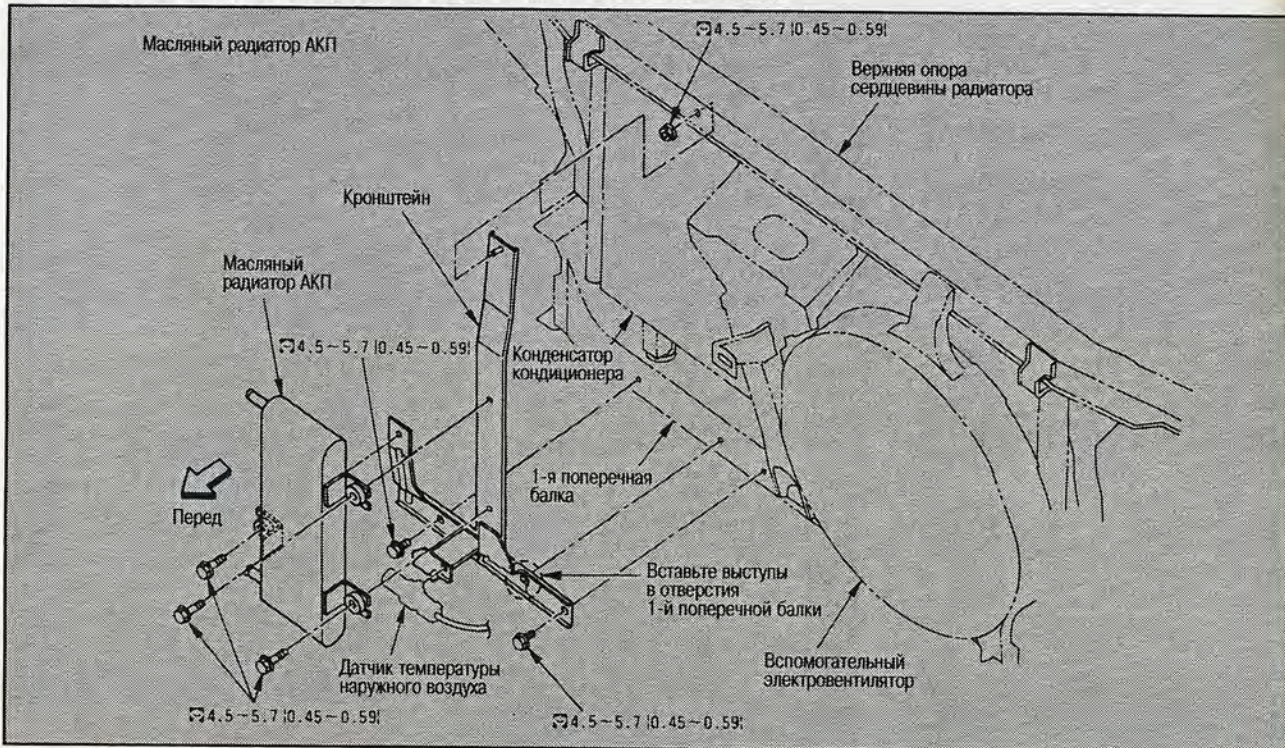 Масляный радиатор АКП
4.5~5.7 {0.45~0.59}
Верхняя опора
сердцевины радиатора
Кронштейн
Масляный
радиатор АКП
4.5~5.7 {0.45~0.59}
Конденсатор
кондиционера
1-я поперечная
балка
Перед
Вставьте выступы
в отверстия
1-й поперечной балки
Датчик температуры
наружного воздуха
Вспомогательный
электровентилятор
4.5~5.7 {0.45~0.59}
4.5~5.7 {0.45~0.59}